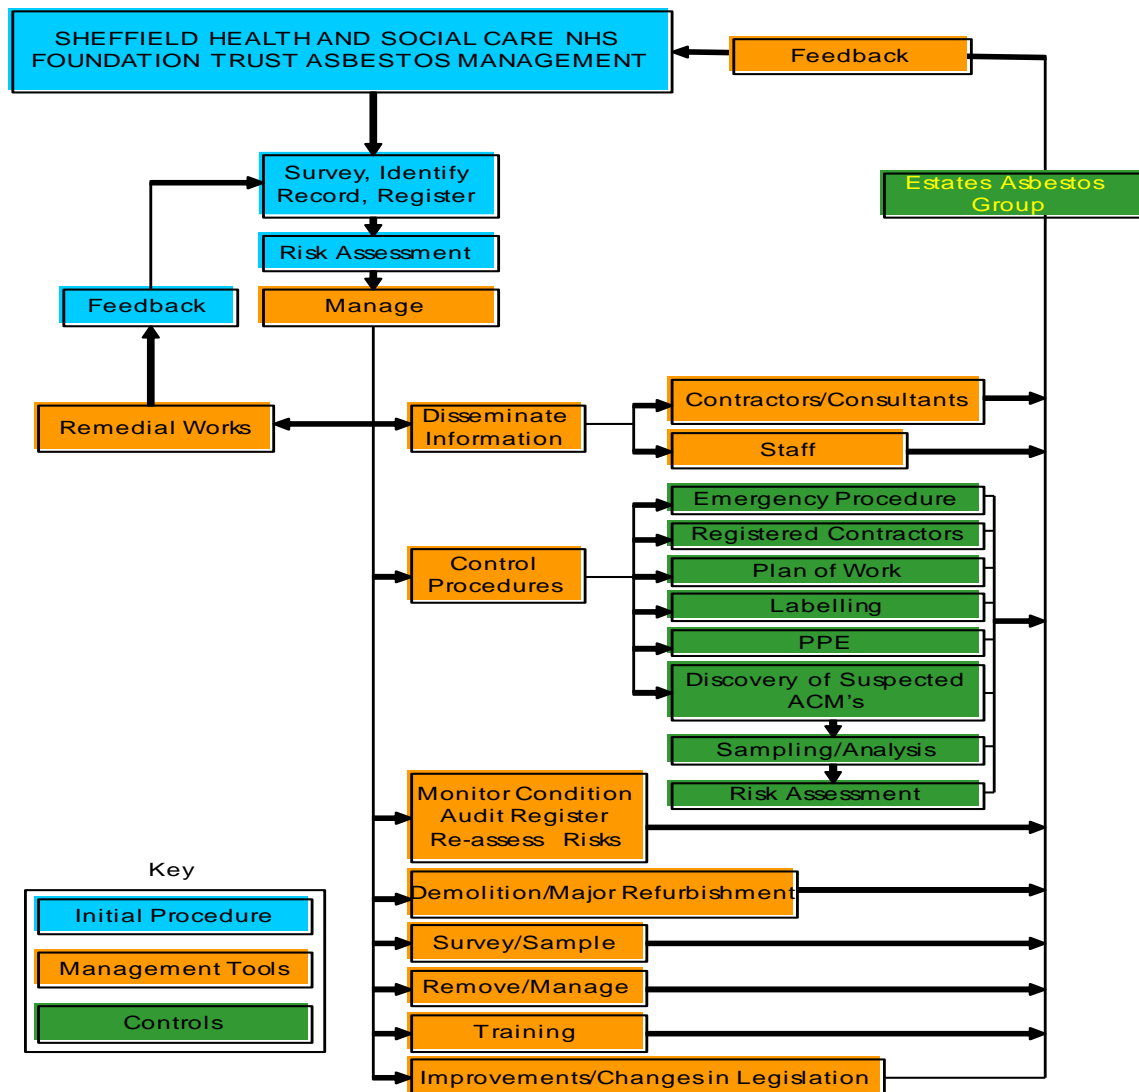 SHEFFIELD HEALTH AND SOCIAL CARE NHS
FOUNDATION TRUST ASBESTOS MANAGEMENT
Feedback
Survey, Identify
Record, Register
Estates Asbestos
Group
Risk Assessment
Feedback
Manage
Remedial Works
Disseminate
Information
Contractors/Consultants
Staff
Control
Procedures
Emergency Procedure
Registered Contractors
Plan of Work
Labelling
PPE
Discovery of Suspected
ACM's
Sampling/Analysis
Risk Assessment
Monitor Condition
Audit Register
Re-assess Risks
Demolition/Major Refurbishment
Survey/Sample
Remove/Manage
Training
Improvements/Changes in Legislation
Key
Initial Procedure
Management Tools
Controls